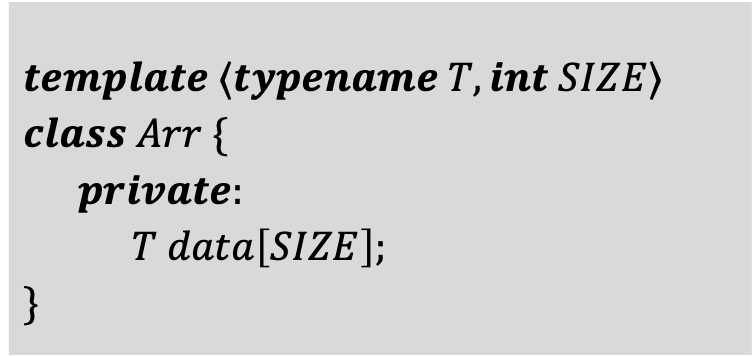 template ⟨typename T, int SIZE⟩
class Arr {
private:
T data[SIZE];
}